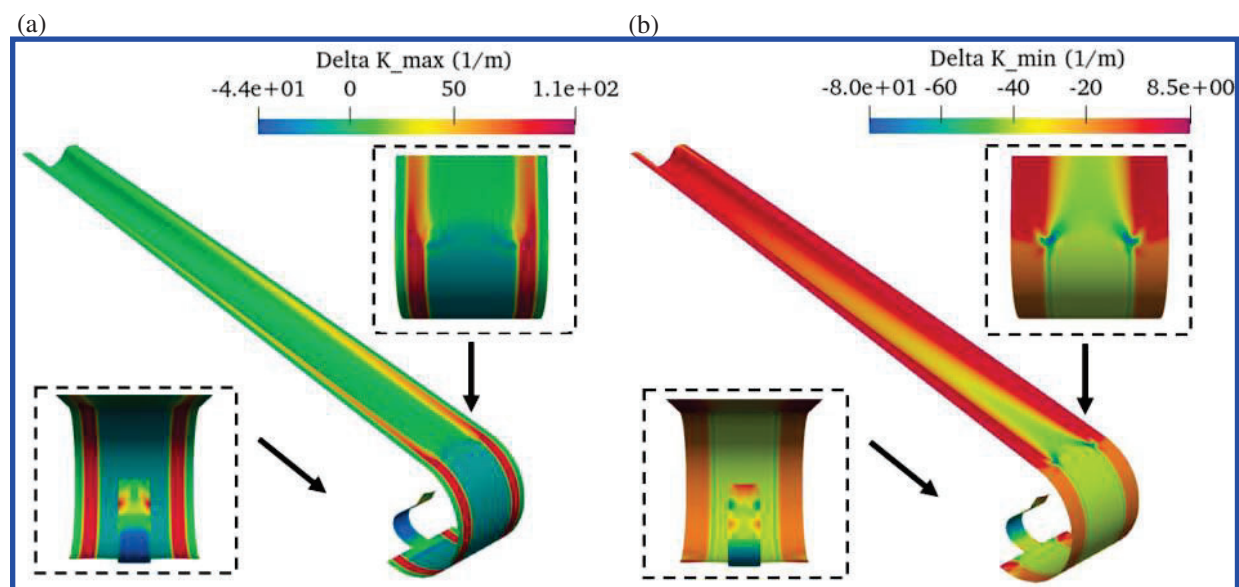 (a)
(b)
Delta K_max (1/m)
-4.4e+01 0 50 1.1e+02
Delta K_min (1/m)
-8.0e+01 -60 -40 -20 8.5e+00